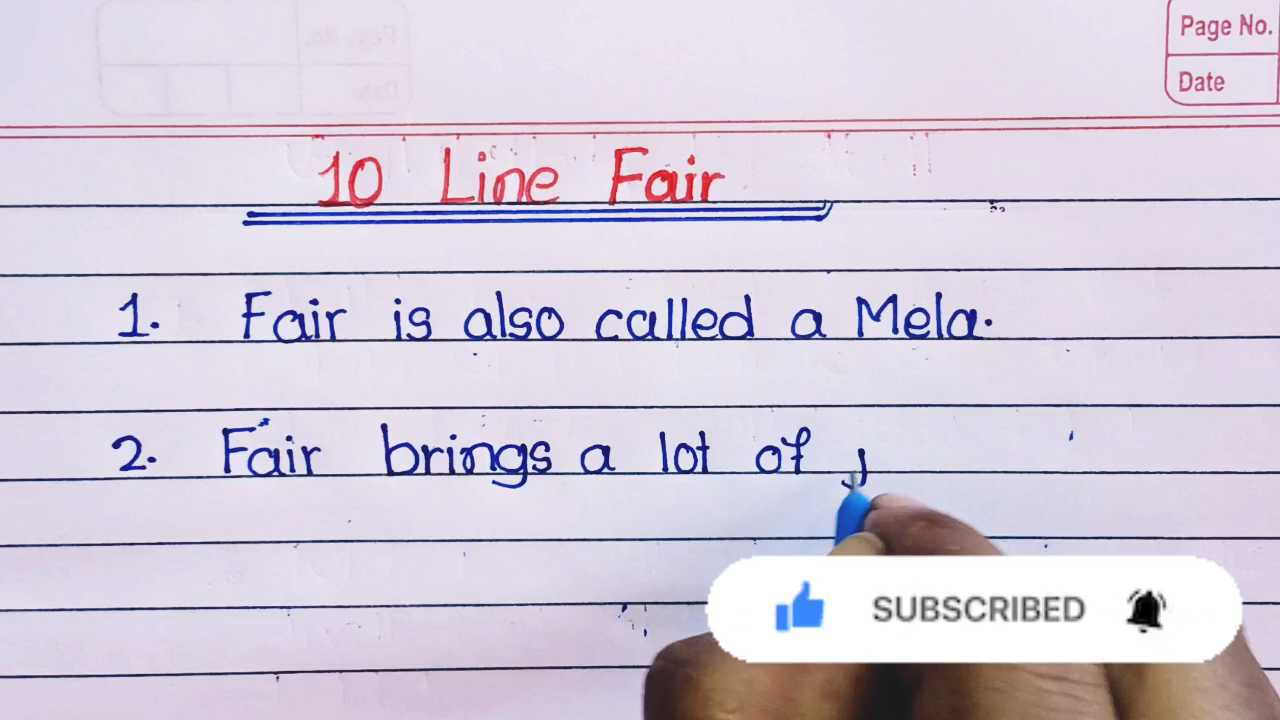 Page No.
Date
10 Line Fair
1. Fair is also called a Mela.
2. Fair brings a lot of j
SUBSCRIBED